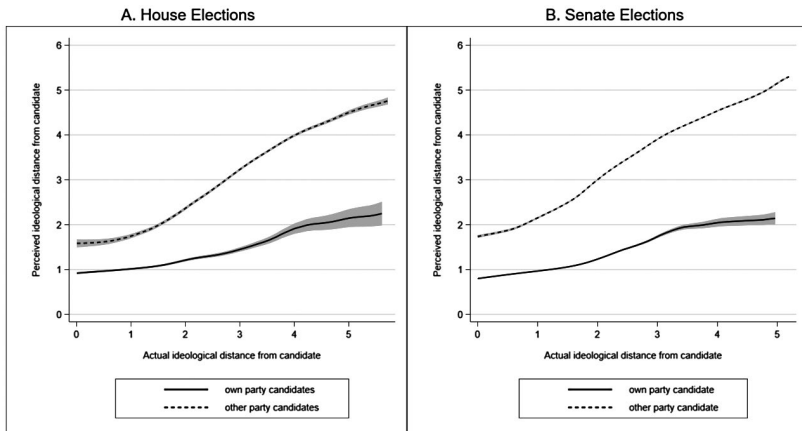 A. House Elections
6
5
4
3
2
1
0
Perceived ideological distance from candidate
0 1 2 3 4 5
Actual ideological distance from candidate
own party candidates
other party candidates
B. Senate Elections
6
5
4
3
2
1
0
Perceived ideological distance from candidate
0 1 2 3 4 5
Actual ideological distance from candidate
own party candidate
other party candidate